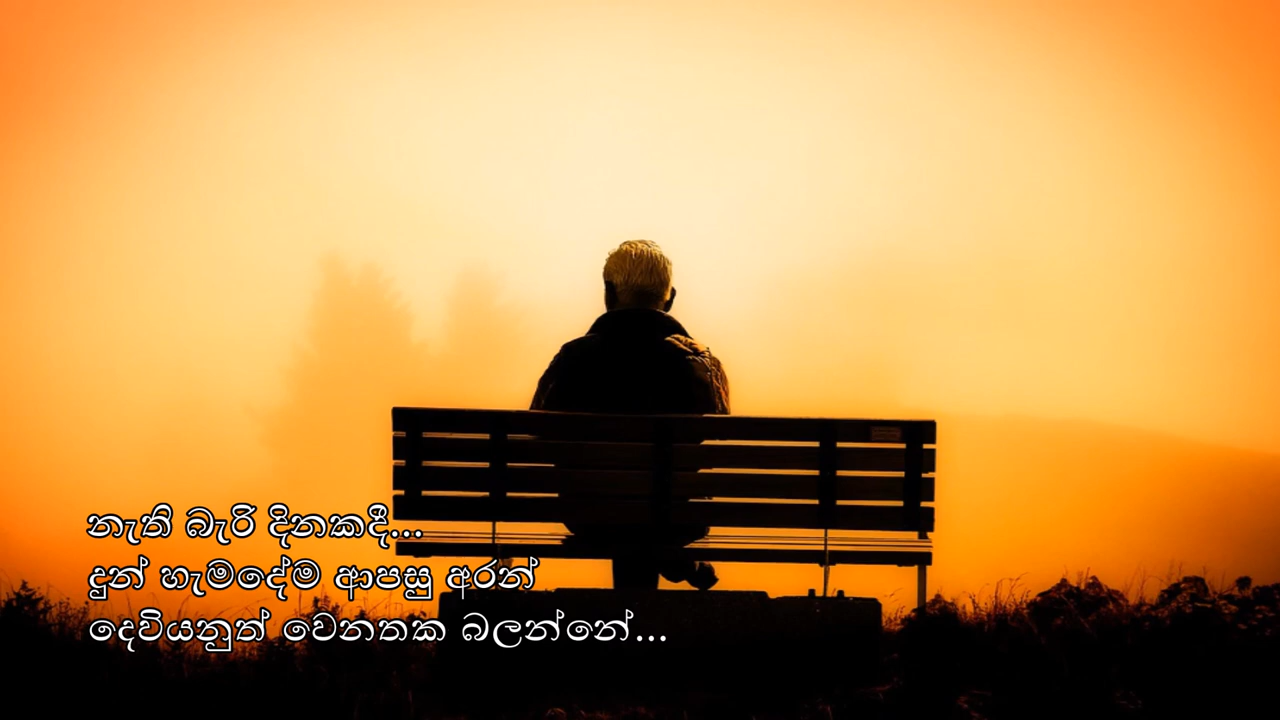 නැති බැරි දිනකදී...
දුන් හැමදේම ආපසු අරන්
දෙවියනුත් වෙනතක බලන්නේ...